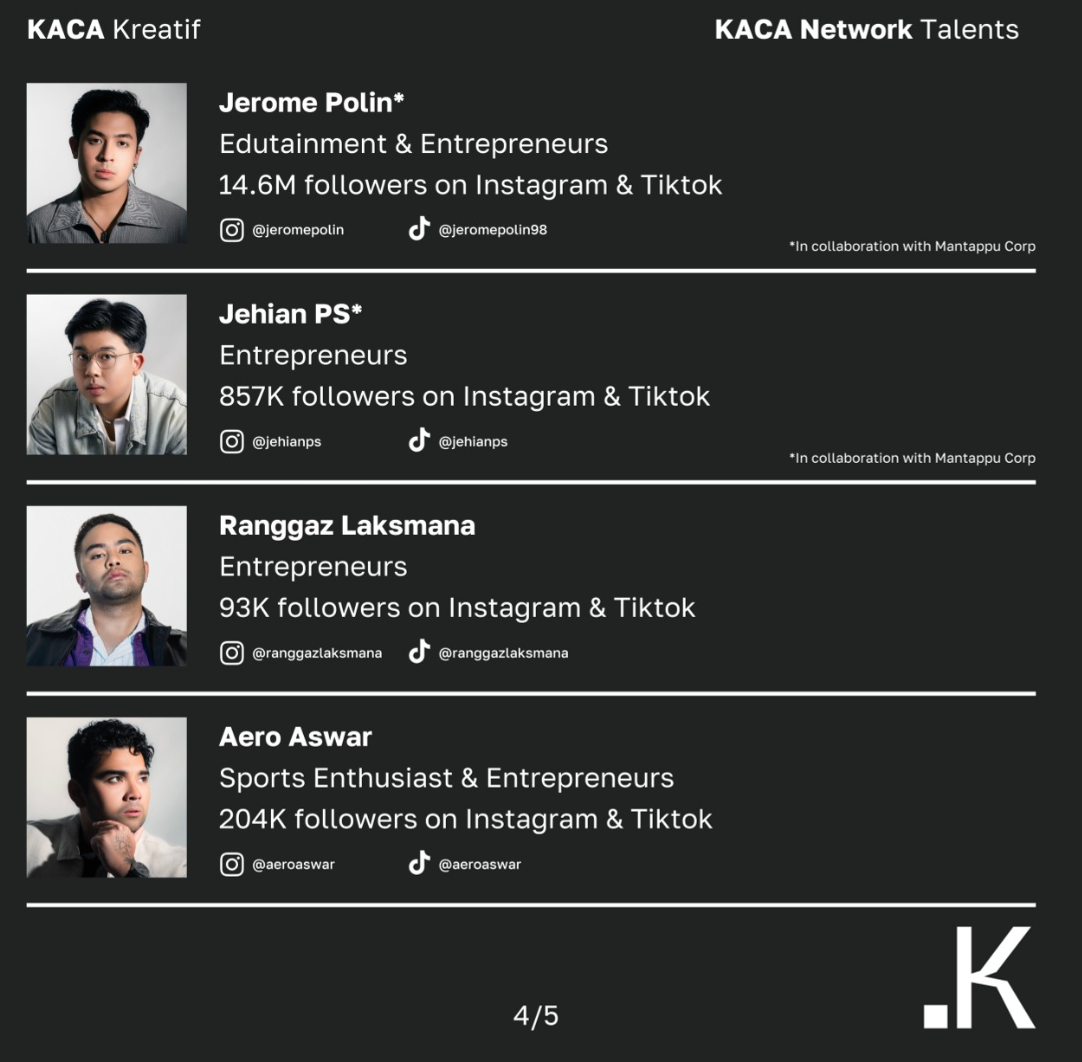 KACA Kreatif
KACA Network Talents
Jerome Polin*
Edutainment & Entrepreneurs
14.6M followers on Instagram & Tiktok
@jeromepolin
@jeromepolin98
*In collaboration with Mantappu Corp
Jehian PS*
Entrepreneurs
857K followers on Instagram & Tiktok
@jehianps
@jehianps
*In collaboration with Mantappu Corp
Ranggaz Laksmana
Entrepreneurs
93K followers on Instagram & Tiktok
@ranggazlaksmana
@ranggazlaksmana
Aero Aswar
Sports Enthusiast & Entrepreneurs
204K followers on Instagram & Tiktok
@aeroaswar
@aeroaswar
.K
4/5